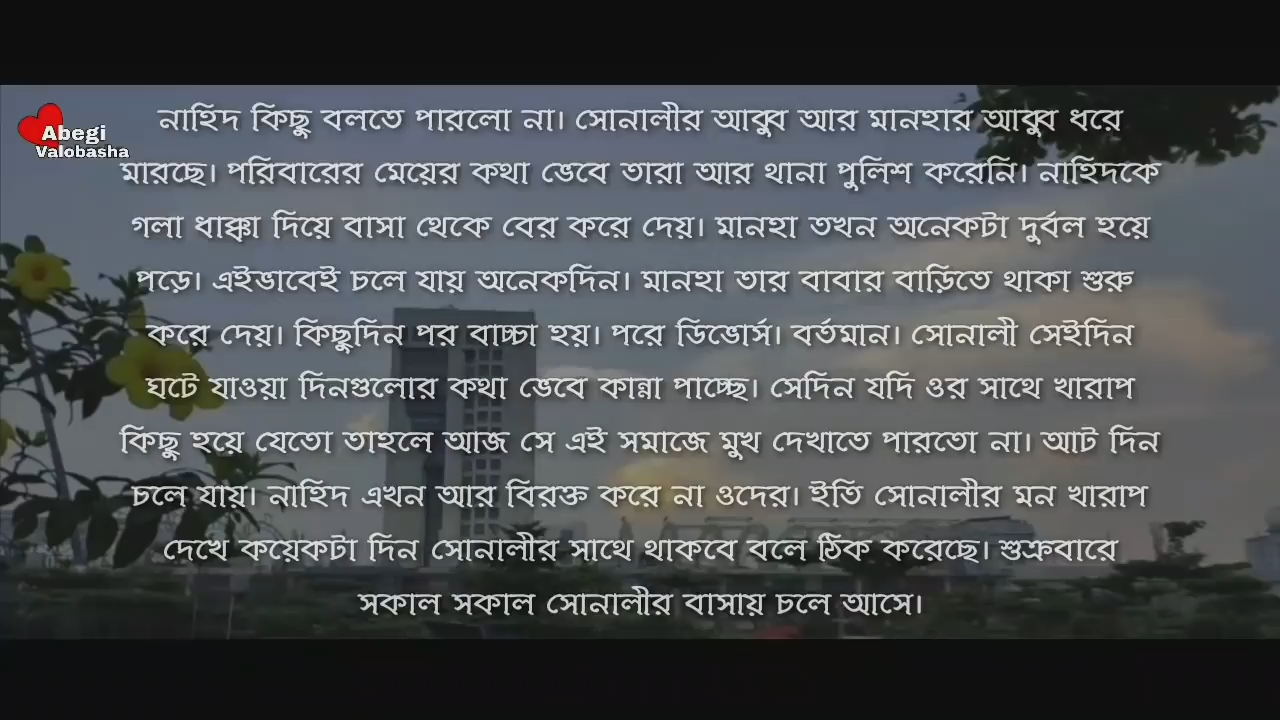 Abegi
Valobasha
নাহিদ কিছু বলতে পারলো না। সোনালীর আব্বু আর মানহার আব্বু ধরে
মারছে। পরিবারের মেয়ের কথা ভেবে তারা আর থানা পুলিশ করেনি। নাহিদকে
গলা ধাক্কা দিয়ে বাসা থেকে বের করে দেয়। মানহা তখন অনেকটা দুর্বল হয়ে
পড়ে। এইভাবেই চলে যায় অনেকদিন। মানহা তার বাবার বাড়িতে থাকা শুরু
করে দেয়। কিছুদিন পর বাচ্চা হয়। পরে ডিভোর্স। বর্তমান। সোনালী সেইদিন
ঘটে যাওয়া দিনগুলোর কথা ভেবে কান্না পাচ্ছে। সেদিন যদি ওর সাথে খারাপ
কিছু হয়ে যেতো তাহলে আজ সে এই সমাজে মুখ দেখাতে পারতো না। আট দিন
চলে যায়। নাহিদ এখন আর বিরক্ত করে না ওদের। ইতি সোনালীর মন খারাপ
দেখে কয়েকটা দিন সোনালীর সাথে থাকবে বলে ঠিক করেছে। শুক্রবারে
সকাল সকাল সোনালীর বাসায় চলে আসে।